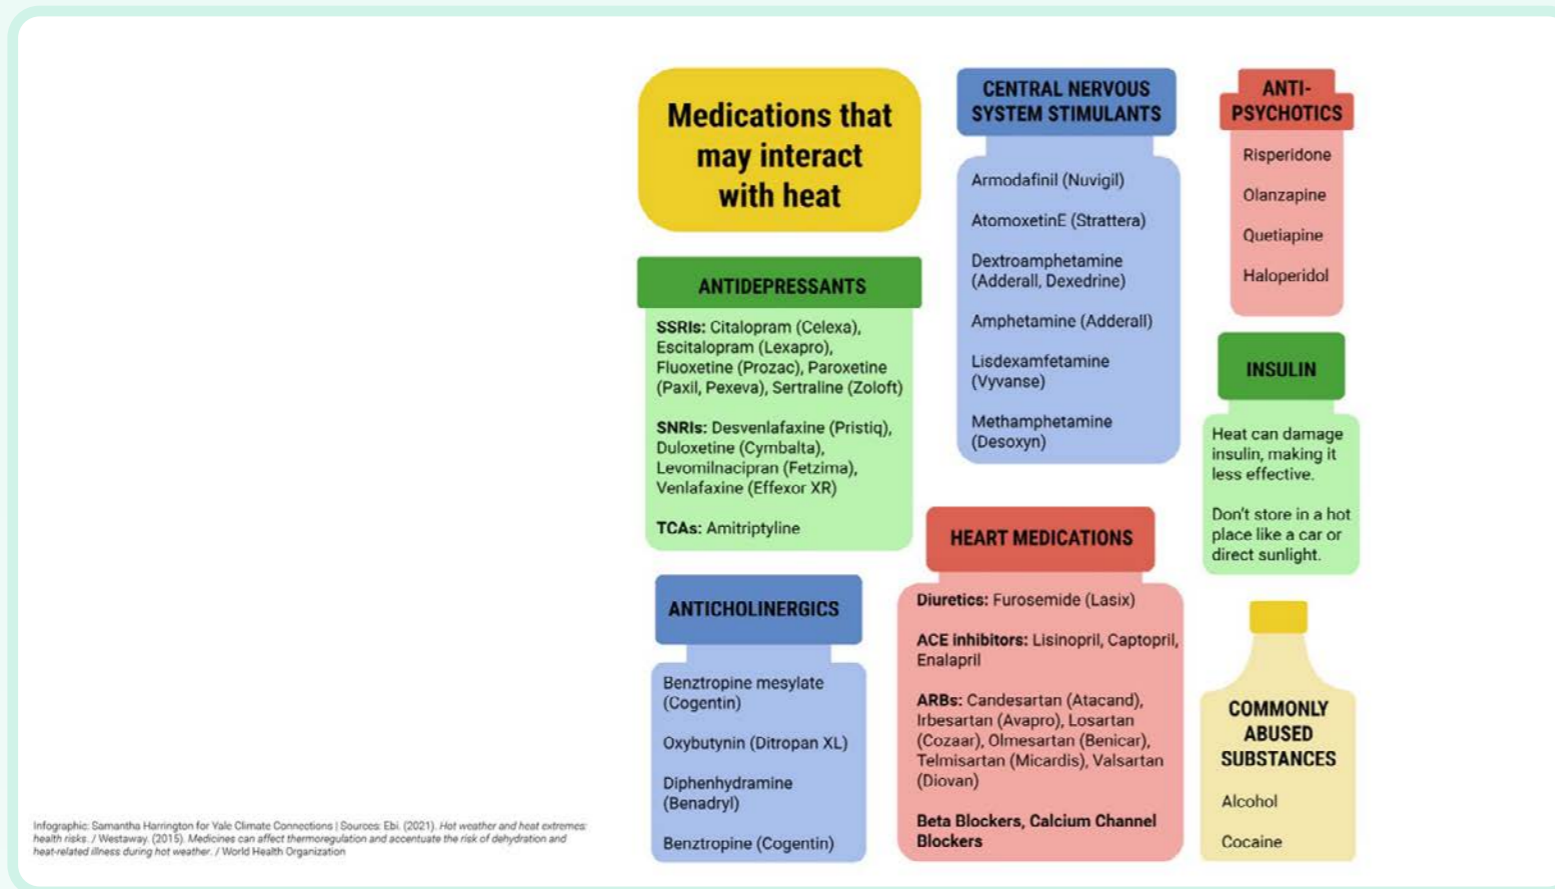 Medications that
may interact
with heat
ANTIDEPRESSANTS
SSRIs: Citalopram (Celexa),
Escitalopram (Lexapro),
Fluoxetine (Prozac), Paroxetine
(Paxil, Pexeva), Sertraline (Zoloft)
SNRIs: Desvenlafaxine (Pristiq),
Duloxetine (Cymbalta),
Levomilnacipran (Fetzima),
Venlafaxine (Effexor XR)
TCAs: Amitriptyline
ANTICHOLINERGICS
Benztropine mesylate
(Cogentin)
Oxybutynin (Ditropan XL)
Diphenhydramine
(Benadryl)
Benztropine (Cogentin)
CENTRAL NERVOUS
SYSTEM STIMULANTS
Armodafinil (Nuvigil)
AtomoxetinE (Strattera)
Dextroamphetamine
(Adderall, Dexedrine)
Amphetamine (Adderall)
Lisdexamfetamine
(Vyvanse)
Methamphetamine
(Desoxyn)
HEART MEDICATIONS
Diuretics: Furosemide (Lasix)
ACE inhibitors: Lisinopril, Captopril,
Enalapril
ARBs: Candesartan (Atacand),
Irbesartan (Avapro), Losartan
(Cozaar), Olmesartan (Benicar),
Telmisartan (Micardis), Valsartan
(Diovan)
Beta Blockers, Calcium Channel
Blockers
ANTI-
PSYCHOTICS
Risperidone
Olanzapine
Quetiapine
Haloperidol
INSULIN
Heat can damage
insulin, making it
less effective.
Don't store in a hot
place like a car or
direct sunlight.
COMMONLY
ABUSED
SUBSTANCES
Alcohol
Cocaine
Infographic: Samantha Harrington for Yale Climate Connections | Sources: Ebi. (2021). Hot weather and heat extremes:
health risks. / Westaway. (2015). Medicines can affect thermoregulation and accentuate the risk of dehydration and
heat-related illness during hot weather. / World Health Organization